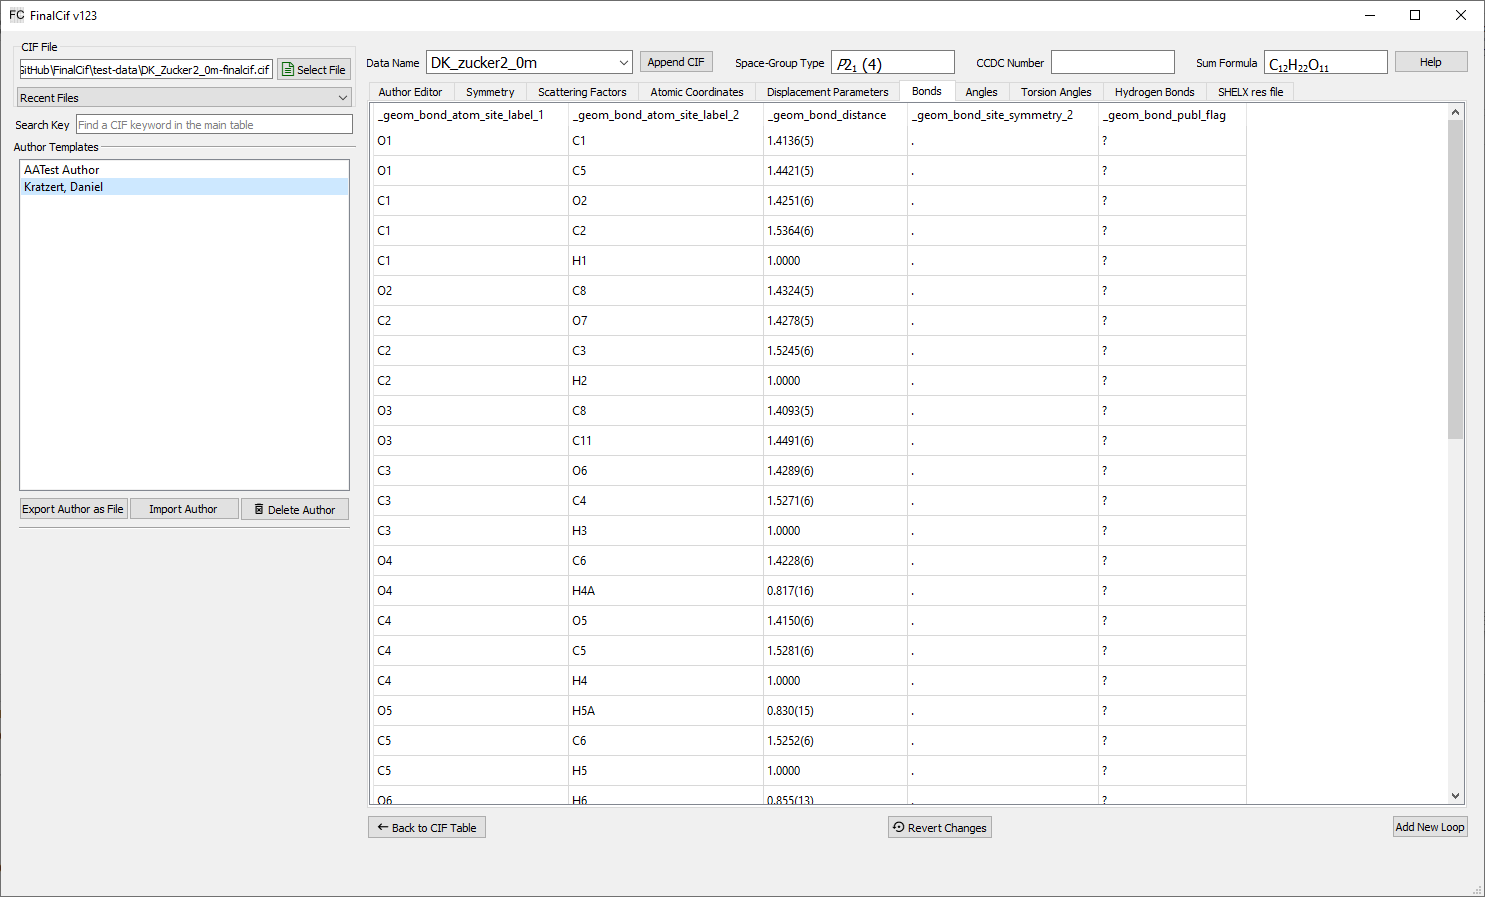 FC FinalCif v123
CIF File
GitHub\FinalCif\test-data\DK_Zucker2_0m-finalcif.cif Select File
Recent Files
Search Key Find a CIF keyword in the main table
Author Templates
AATest Author
Kratzert, Daniel
Export Author as File Import Author Delete Author
Data Name DK_zucker2_0m Append CIF Space-Group Type P2₁ (4) CCDC Number Sum Formula C₁₂H₂₂O₁₁ Help
Author Editor Symmetry Scattering Factors Atomic Coordinates Displacement Parameters Bonds Angles Torsion Angles Hydrogen Bonds SHELX res file
_geom_bond_atom_site_label_1 _geom_bond_atom_site_label_2 _geom_bond_distance _geom_bond_site_symmetry_2 _geom_bond_publ_flag
O1 C1 1.4136(5) . ?
O1 C5 1.4421(5) . ?
C1 O2 1.4251(6) . ?
C1 C2 1.5364(6) . ?
C1 H1 1.0000 . ?
O2 C8 1.4324(5) . ?
C2 O7 1.4278(5) . ?
C2 C3 1.5245(6) . ?
C2 H2 1.0000 . ?
O3 C8 1.4093(5) . ?
O3 C11 1.4491(6) . ?
C3 O6 1.4289(6) . ?
C3 C4 1.5271(6) . ?
C3 H3 1.0000 . ?
O4 C6 1.4228(6) . ?
O4 H4A 0.817(16) . ?
C4 O5 1.4150(6) . ?
C4 C5 1.5281(6) . ?
C4 H4 1.0000 . ?
O5 H5A 0.830(15) . ?
C5 C6 1.5252(6) . ?
C5 H5 1.0000 . ?
O6 H6 0.855(13) . ?
Back to CIF Table Revert Changes Add New Loop